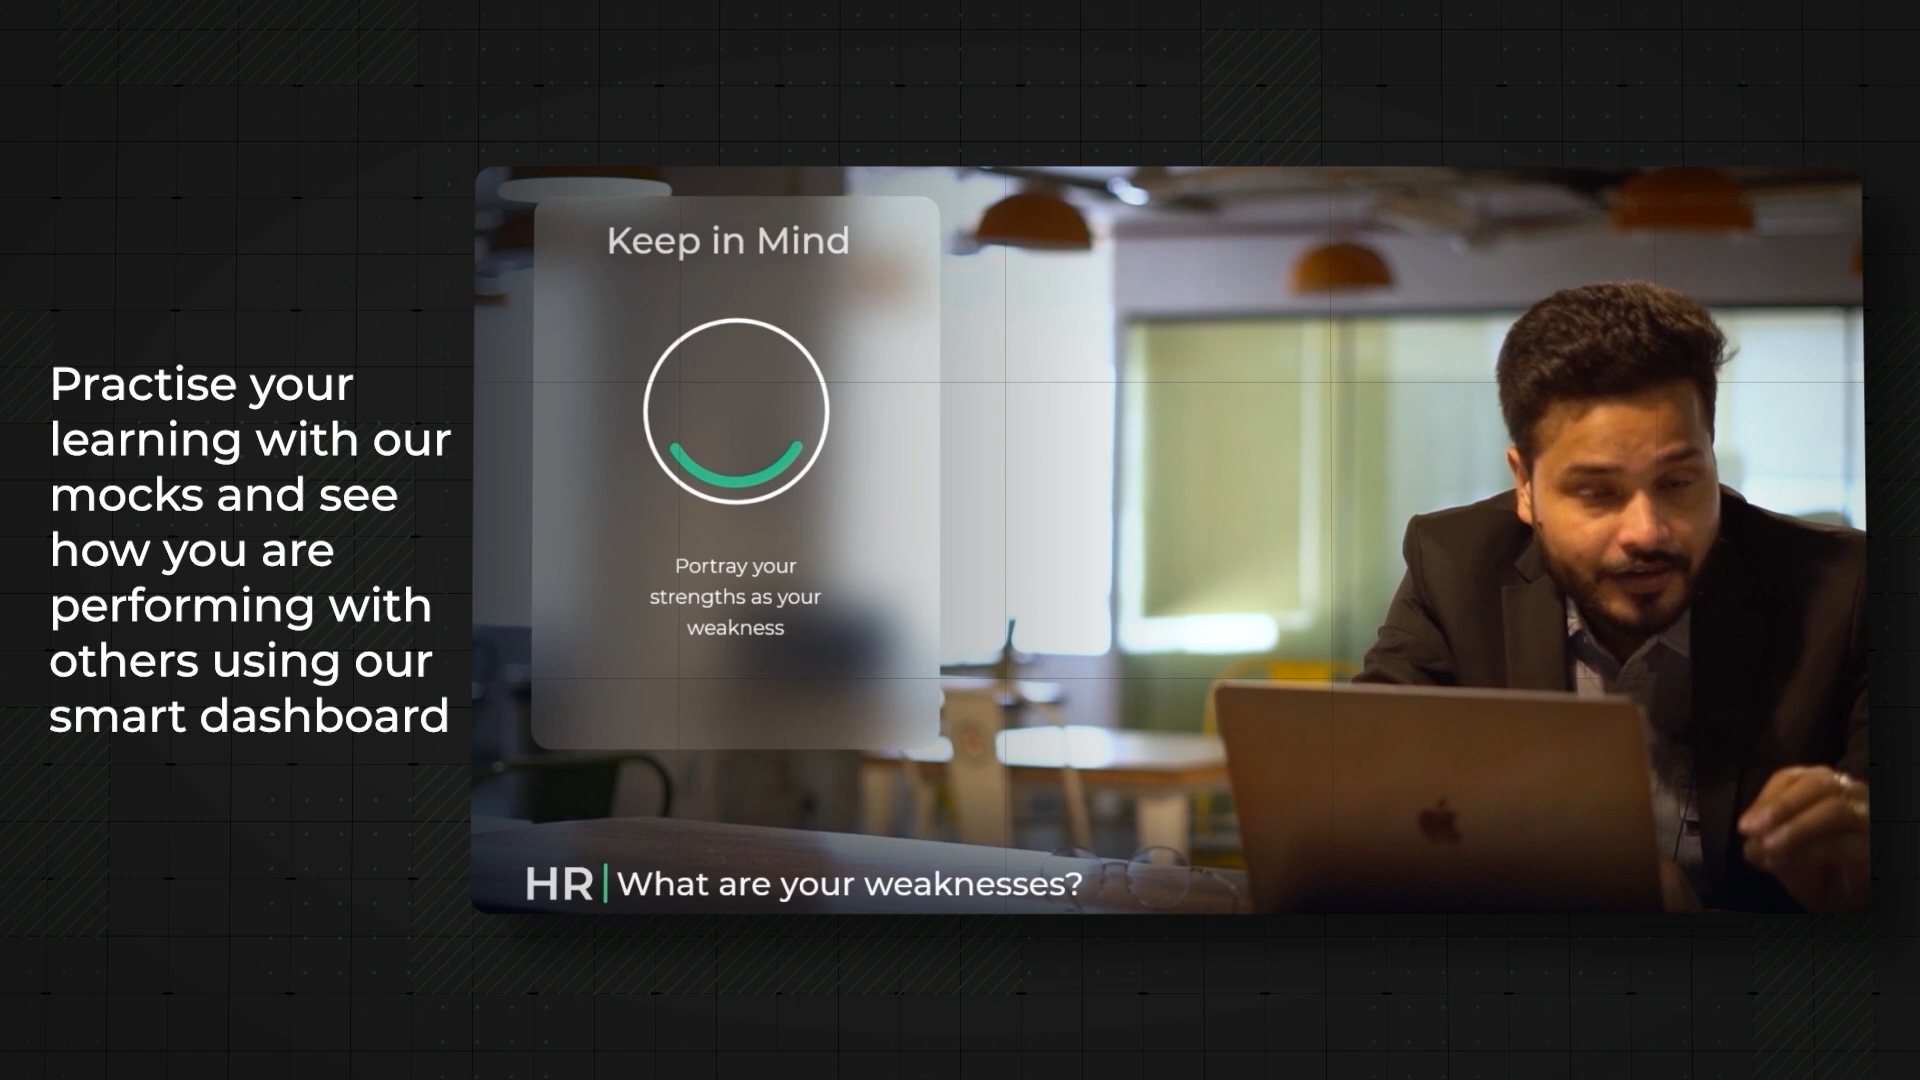 Practise your
learning with our
mocks and see
how you are
performing with
others using our
smart dashboard
Keep in Mind
Portray your
strengths as your
weakness
HR | What are your weaknesses?